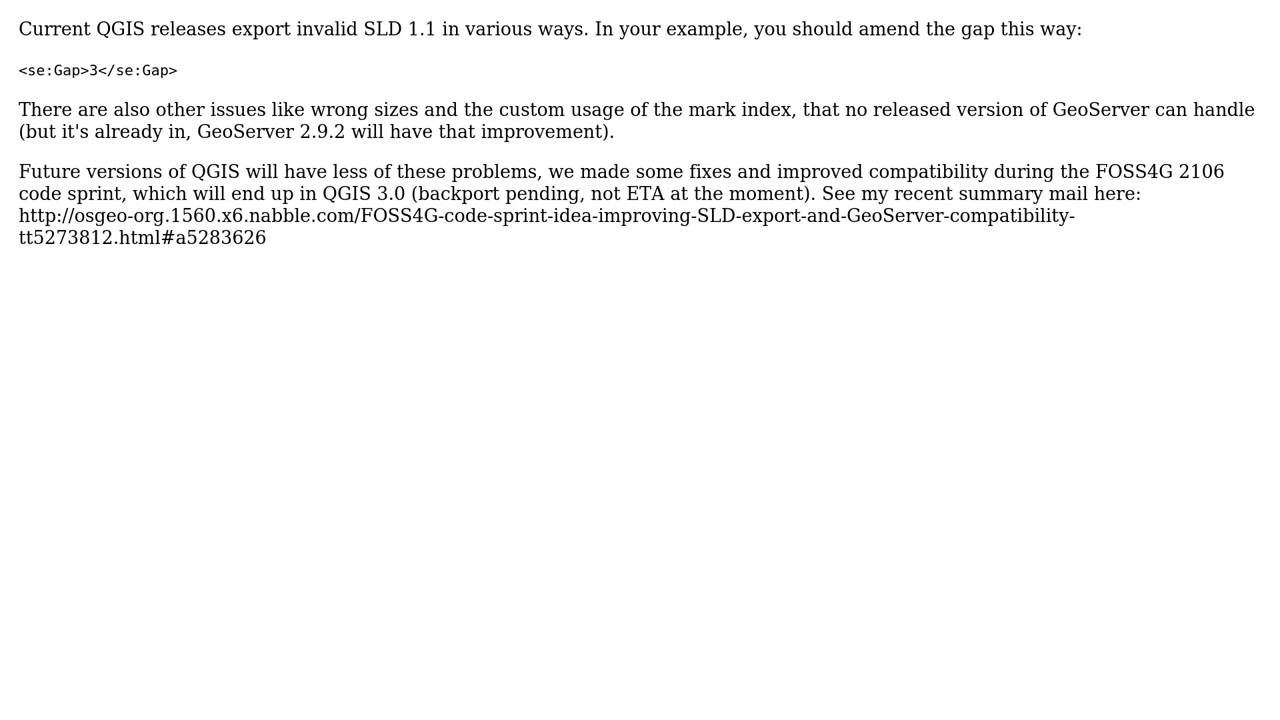 Current QGIS releases export invalid SLD 1.1 in various ways. In your example, you should amend the gap this way:
<se:Gap>3</se:Gap>
There are also other issues like wrong sizes and the custom usage of the mark index, that no released version of GeoServer can handle
(but it's already in, GeoServer 2.9.2 will have that improvement).
Future versions of QGIS will have less of these problems, we made some fixes and improved compatibility during the FOSS4G 2106
code sprint, which will end up in QGIS 3.0 (backport pending, not ETA at the moment). See my recent summary mail here:
http://osgeo-org.1560.x6.nabble.com/FOSS4G-code-sprint-idea-improving-SLD-export-and-GeoServer-compatibility-
tt5273812.html#a5283626